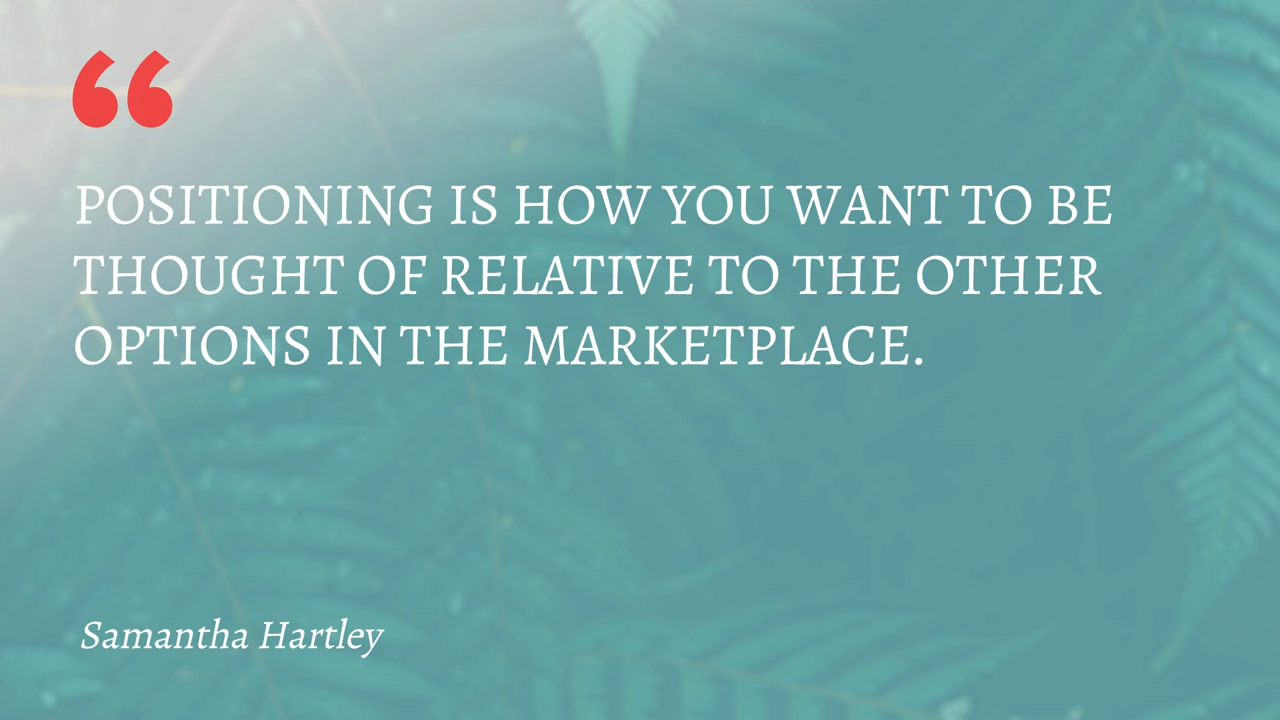 “
POSITIONING IS HOW YOU WANT TO BE
THOUGHT OF RELATIVE TO THE OTHER
OPTIONS IN THE MARKETPLACE.
Samantha Hartley